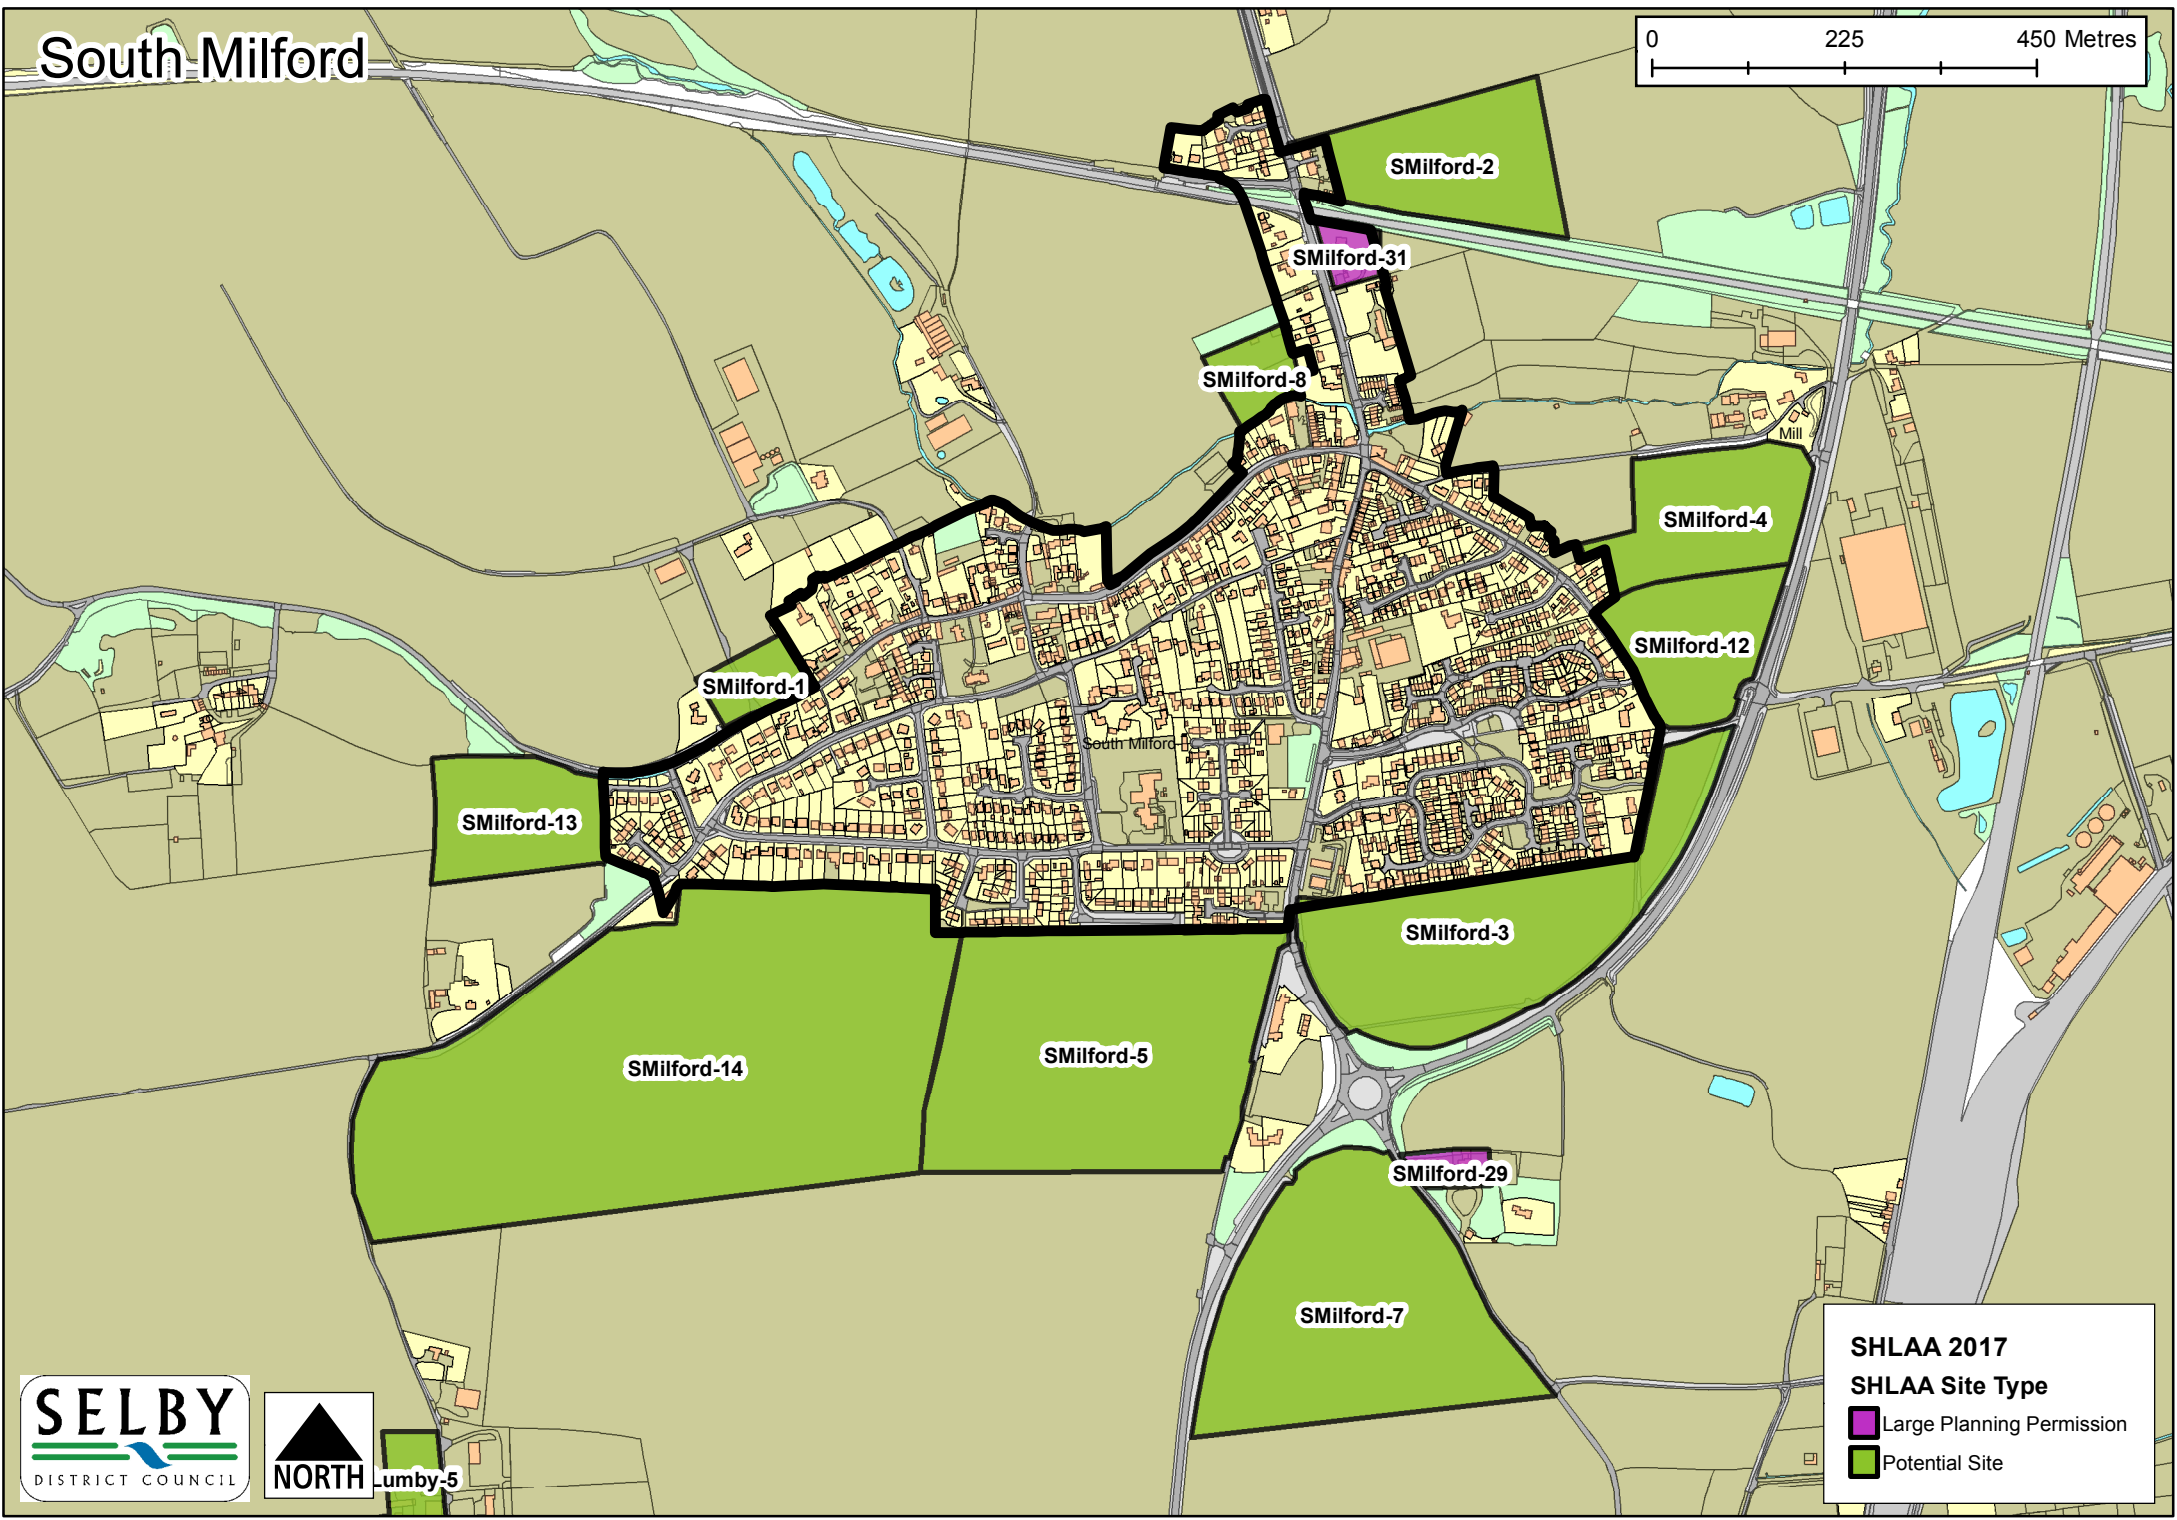 South Milford
0 225 450 Metres
SMilford-2
SMilford-31
SMilford-8
Mill
SMilford-4
SMilford-12
SMilford-1
South Milford
SMilford-13
SMilford-3
SMilford-5
SMilford-14
SMilford-29
SMilford-7
SHLAA 2017
SHLAA Site Type
Large Planning Permission
Potential Site
SELBY
DISTRICT COUNCIL
NORTH
Lumby-5